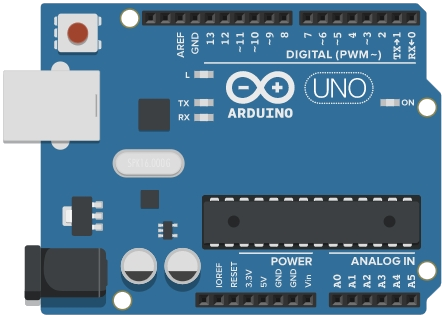 AREF
GND
13
12
~11
~10
~9
8
7
~6
~5
4
~3
2
TX→1
RX←0
DIGITAL (PWM~)
L
TX
RX
ARDUINO
UNO
ON
POWER
ANALOG IN
IOREF
RESET
3.3V
5V
GND
GND
Vin
A0
A1
A2
A3
A4
A5